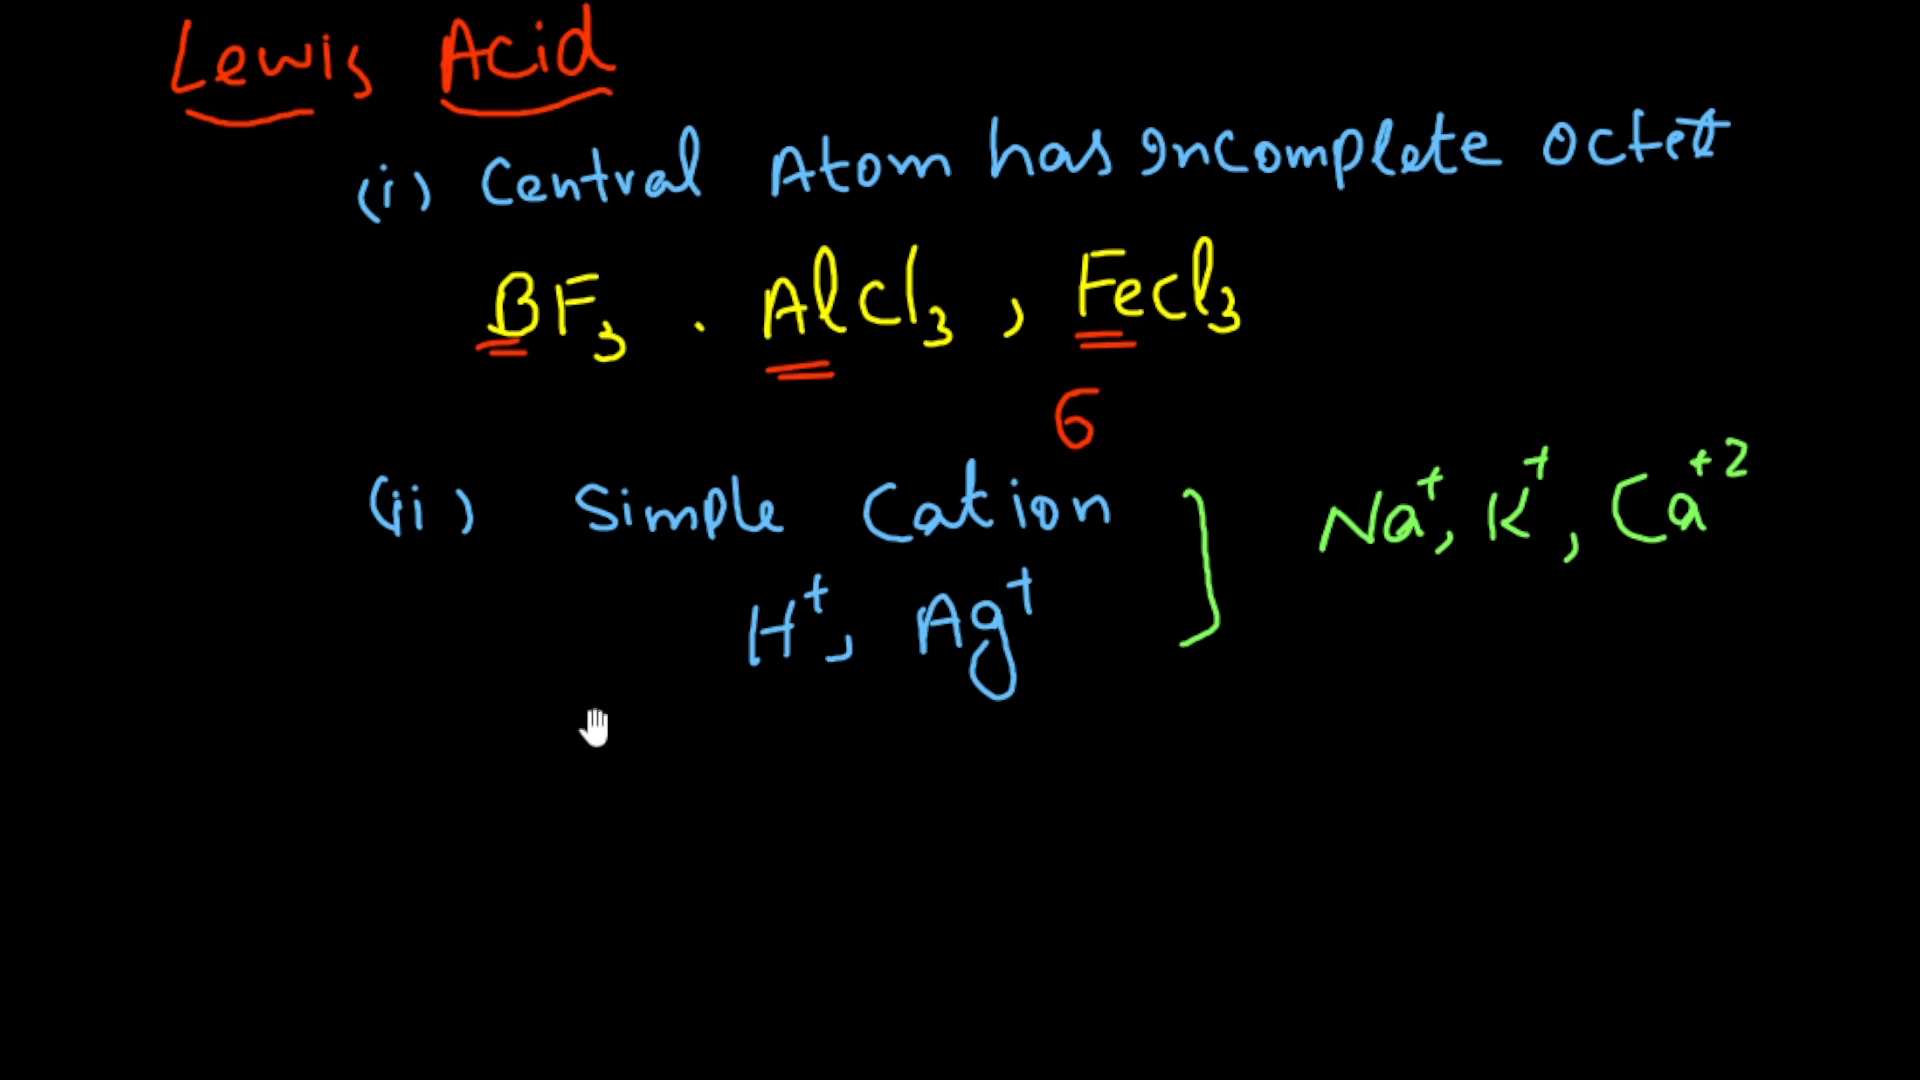 Lewis Acid
(i) Central Atom has Incomplete octet
BF₃ . AlCl₃ , FeCl₃
6
(ii) Simple Cation ] Na⁺, K⁺, Ca⁺²
H⁺, Ag⁺